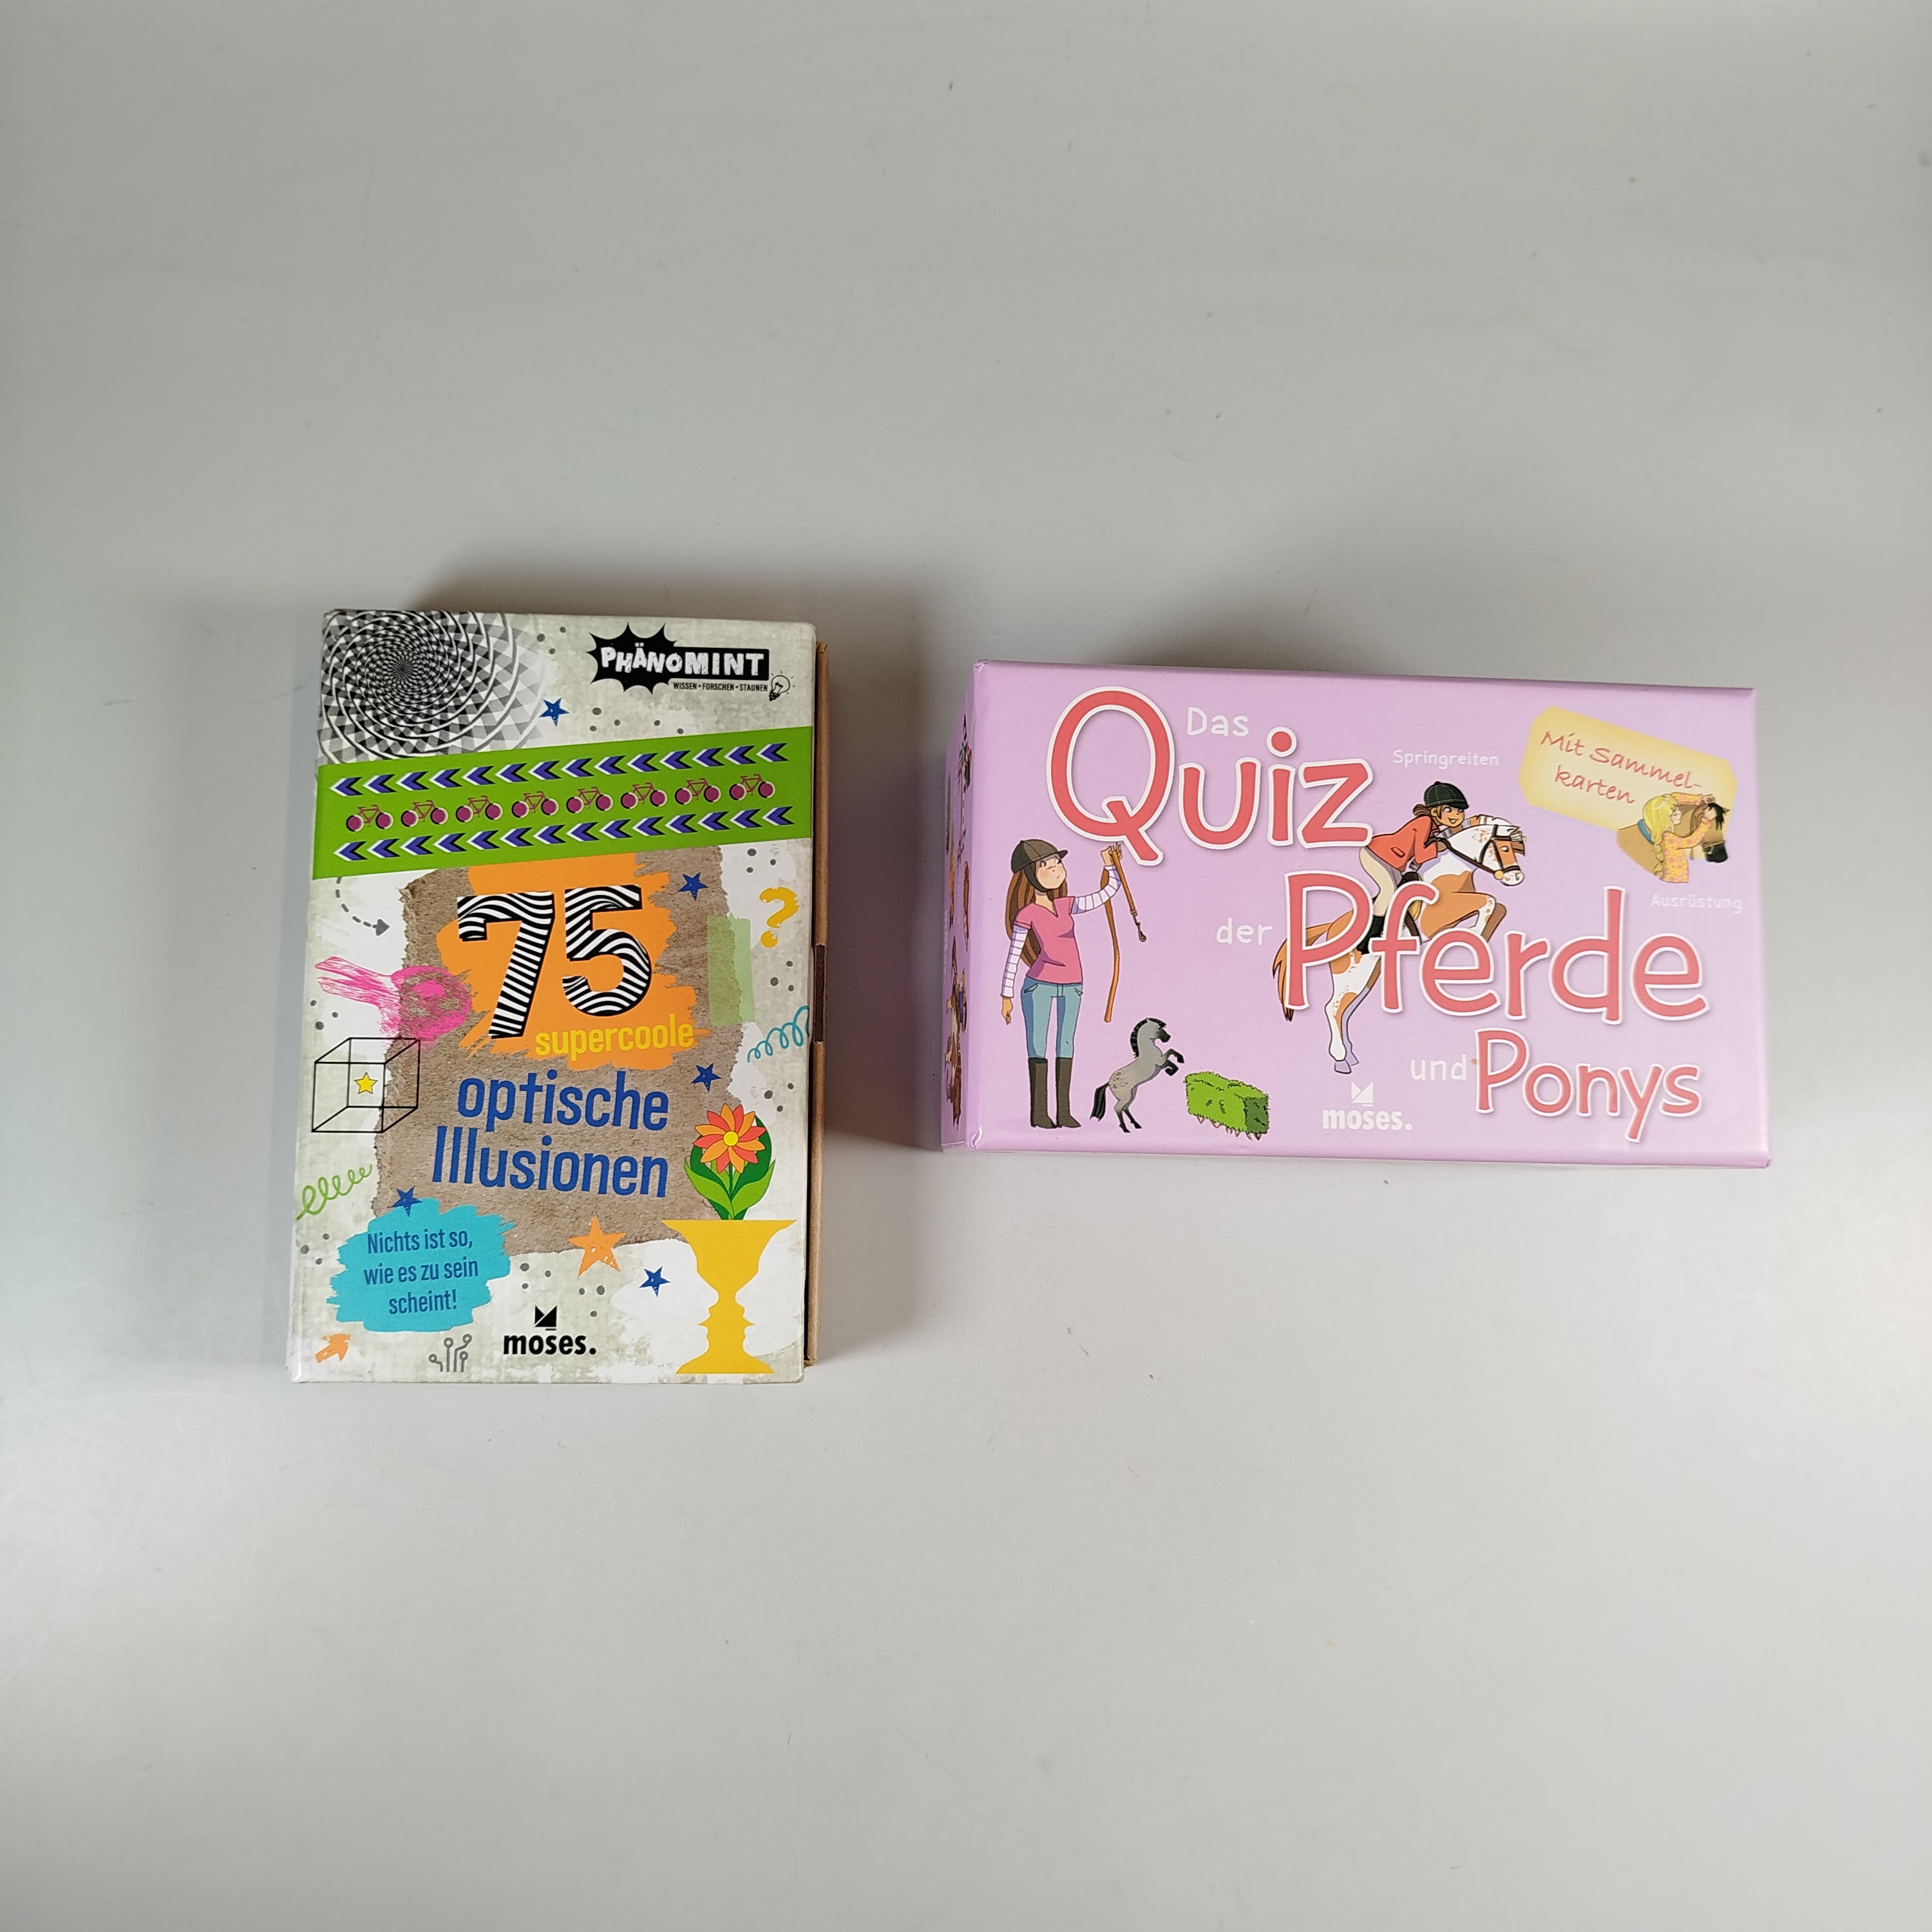 PHÄNOMINT
WISSEN • FORSCHEN • STAUNEN
75
supercoole
optische
Illusionen
Nichts ist so,
wie es zu sein
scheint!
moses.
Das
Quiz
Springreiten
Mit Sammel-
karten
Ausrüstung
der Pferde
und Ponys
moses.